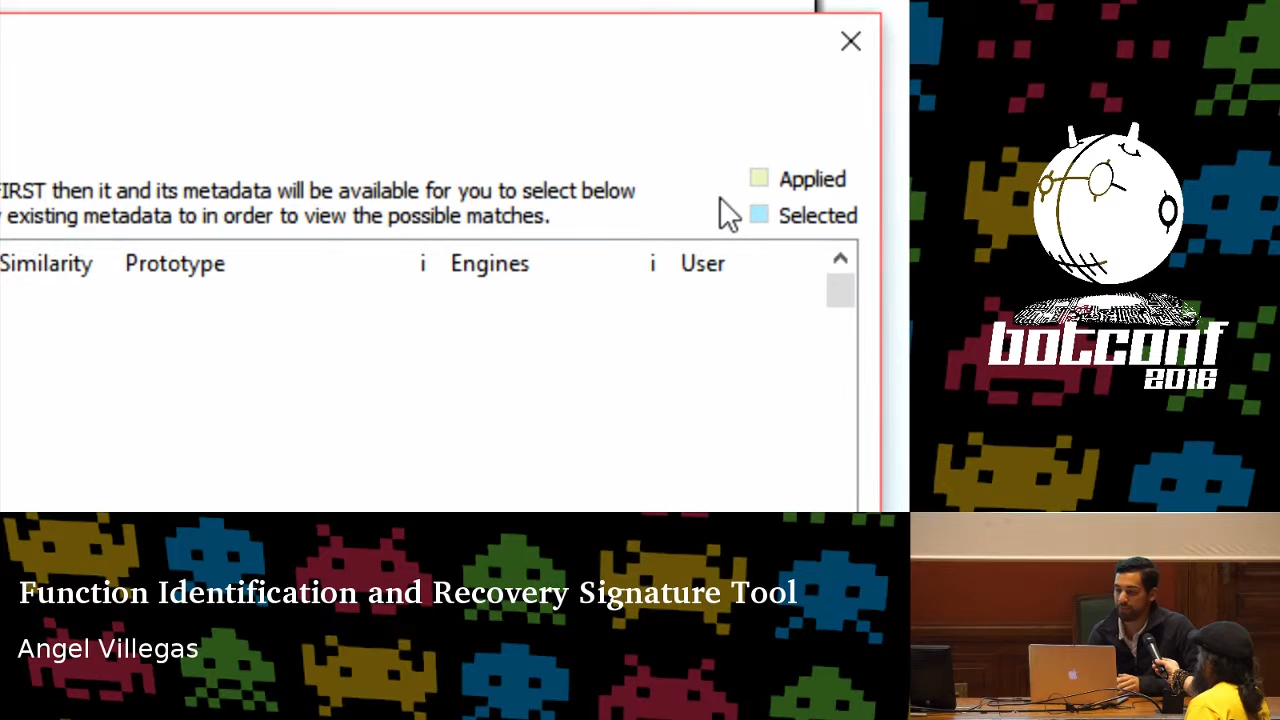 FIRST then it and its metadata will be available for you to select below
existing metadata to in order to view the possible matches.
Applied
Selected
Similarity Prototype i Engines i User
botconf
2016
Function Identification and Recovery Signature Tool
Angel Villegas